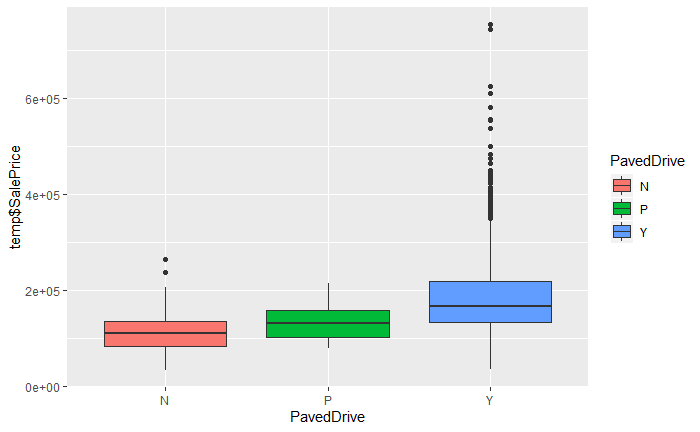 temp$SalePrice
6e+05
4e+05
2e+05
0e+00
N
P
Y
PavedDrive
PavedDrive
N
P
Y